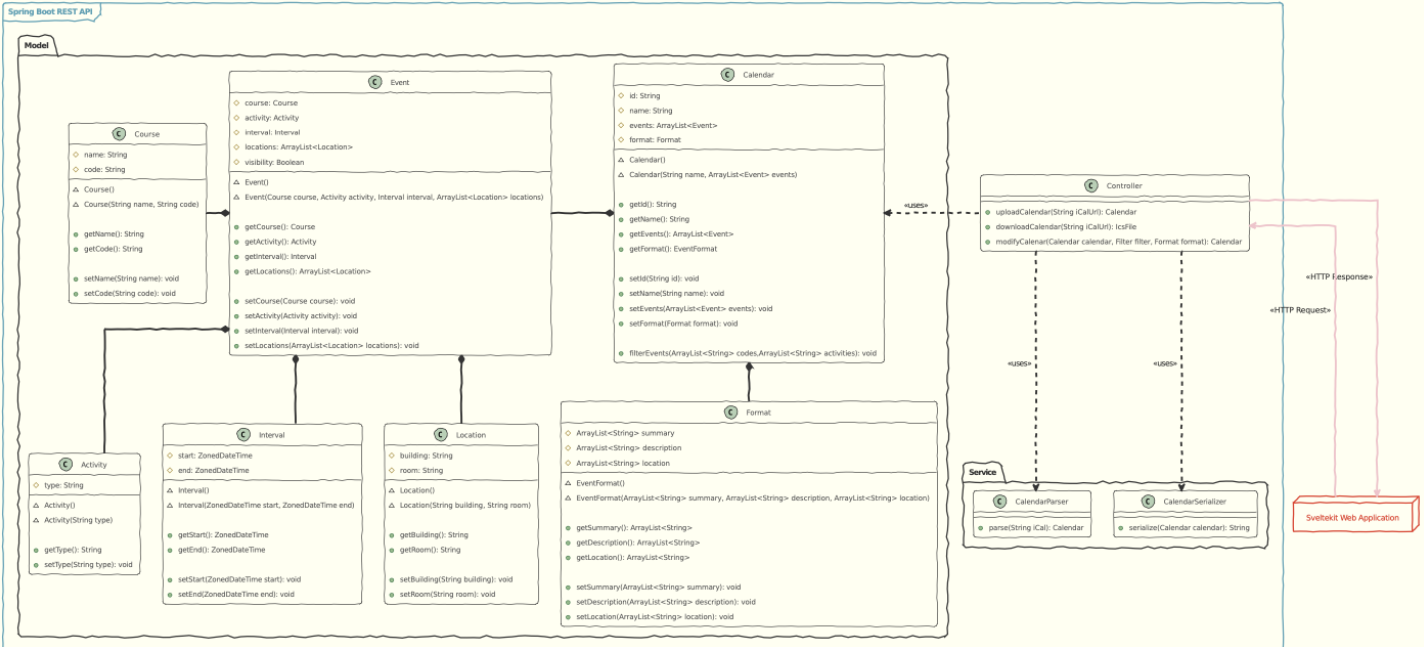 Spring Boot REST API
Model
C Course
name: String
code: String
Course()
Course(String name, String code)
getName(): String
getCode(): String
setName(String name): void
setCode(String code): void
C Event
course: Course
activity: Activity
interval: Interval
locations: ArrayList<Location>
visibility: Boolean
Event()
Event(Course course, Activity activity, Interval interval, ArrayList<Location> locations)
getCourse(): Course
getActivity(): Activity
getInterval(): Interval
getLocations(): ArrayList<Location>
setCourse(Course course): void
setActivity(Activity activity): void
setInterval(Interval interval): void
setLocations(ArrayList<Location> locations): void
C Calendar
id: String
name: String
events: ArrayList<Event>
format: Format
Calendar()
Calendar(String name, ArrayList<Event> events)
getId(): String
getName(): String
getEvents(): ArrayList<Event>
getFormat(): EventFormat
setId(String id): void
setName(String name): void
setEvents(ArrayList<Event> events): void
setFormat(Format format): void
filterEvents(ArrayList<String> codes,ArrayList<String> activities): void
«uses»
C Controller
uploadCalendar(String iCalUrl): Calendar
downloadCalendar(String iCalUrl): IcsFile
modifyCalenar(Calendar calendar, Filter filter, Format format): Calendar
«HTTP Response»
«HTTP Request»
«uses»
«uses»
C Activity
type: String
Activity()
Activity(String type)
getType(): String
setType(String type): void
C Interval
start: ZonedDateTime
end: ZonedDateTime
Interval()
Interval(ZonedDateTime start, ZonedDateTime end)
getStart(): ZonedDateTime
getEnd(): ZonedDateTime
setStart(ZonedDateTime start): void
setEnd(ZonedDateTime end): void
C Location
building: String
room: String
Location()
Location(String building, String room)
getBuilding(): String
getRoom(): String
setBuilding(String building): void
setRoom(String room): void
C Format
ArrayList<String> summary
ArrayList<String> description
ArrayList<String> location
EventFormat()
EventFormat(ArrayList<String> summary, ArrayList<String> description, ArrayList<String> location)
getSummary(): ArrayList<String>
getDescription(): ArrayList<String>
getLocation(): ArrayList<String>
setSummary(ArrayList<String> summary): void
setDescription(ArrayList<String> description): void
setLocation(ArrayList<String> location): void
Service
C CalendarParser
parse(String iCal): Calendar
C CalendarSerializer
serialize(Calendar calendar): String
Sveltekit Web Application